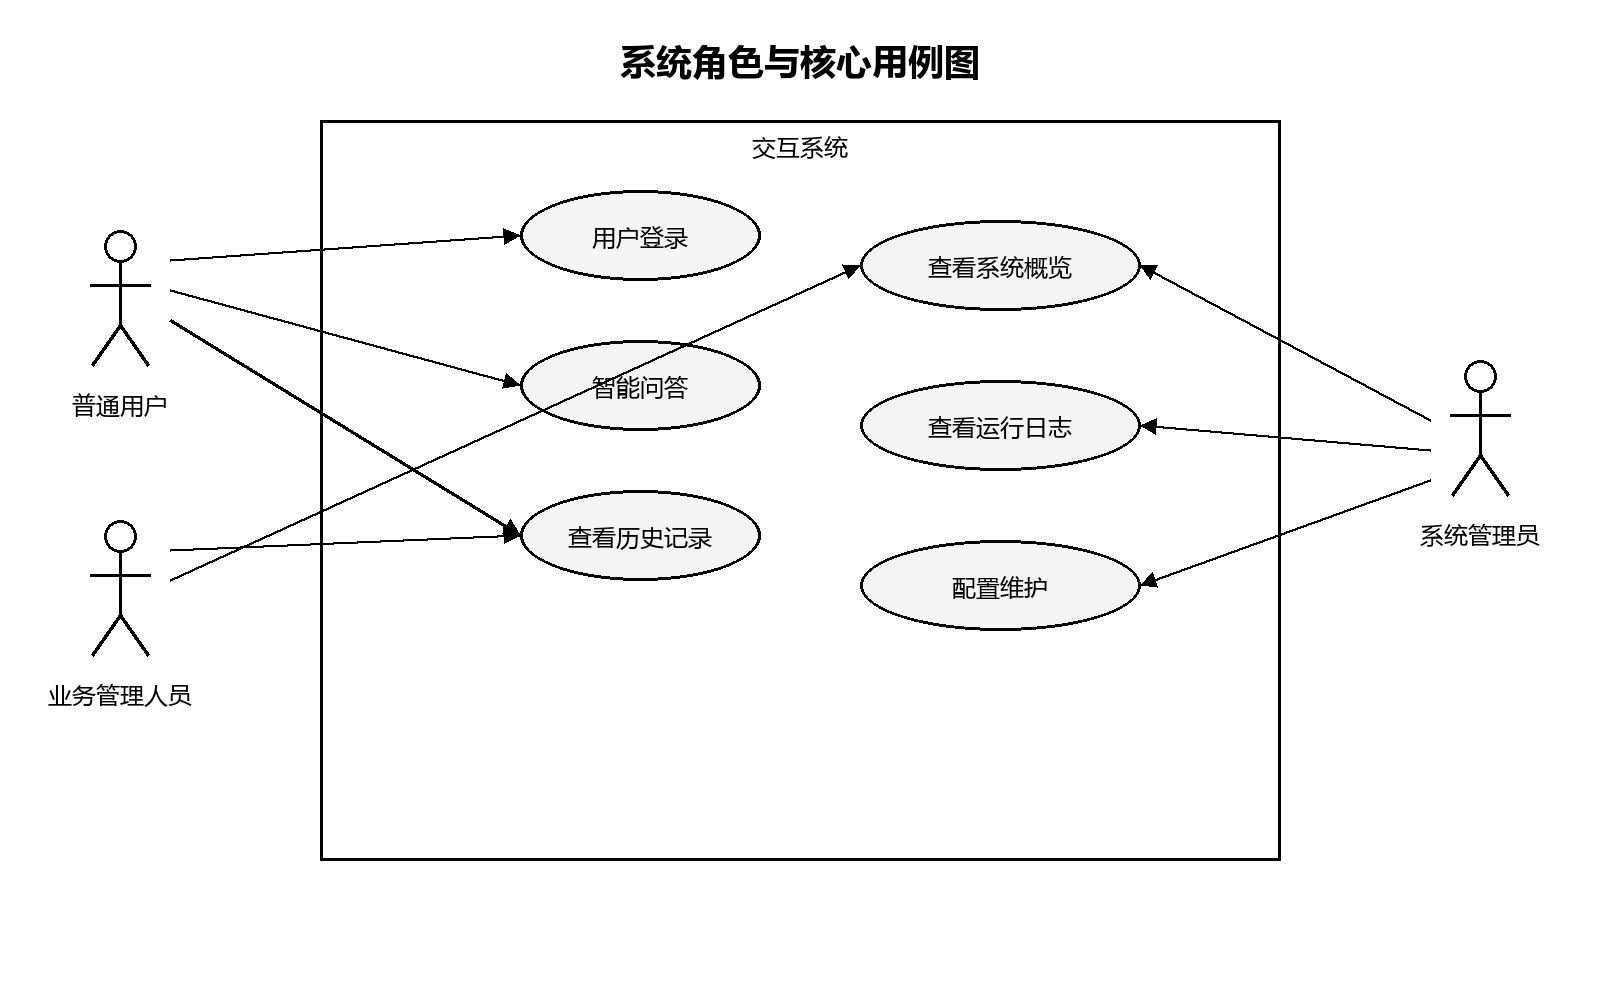 系统角色与核心用例图
交互系统
用户登录
查看系统概览
智能问答
普通用户
查看运行日志
查看历史记录
系统管理员
配置维护
业务管理人员